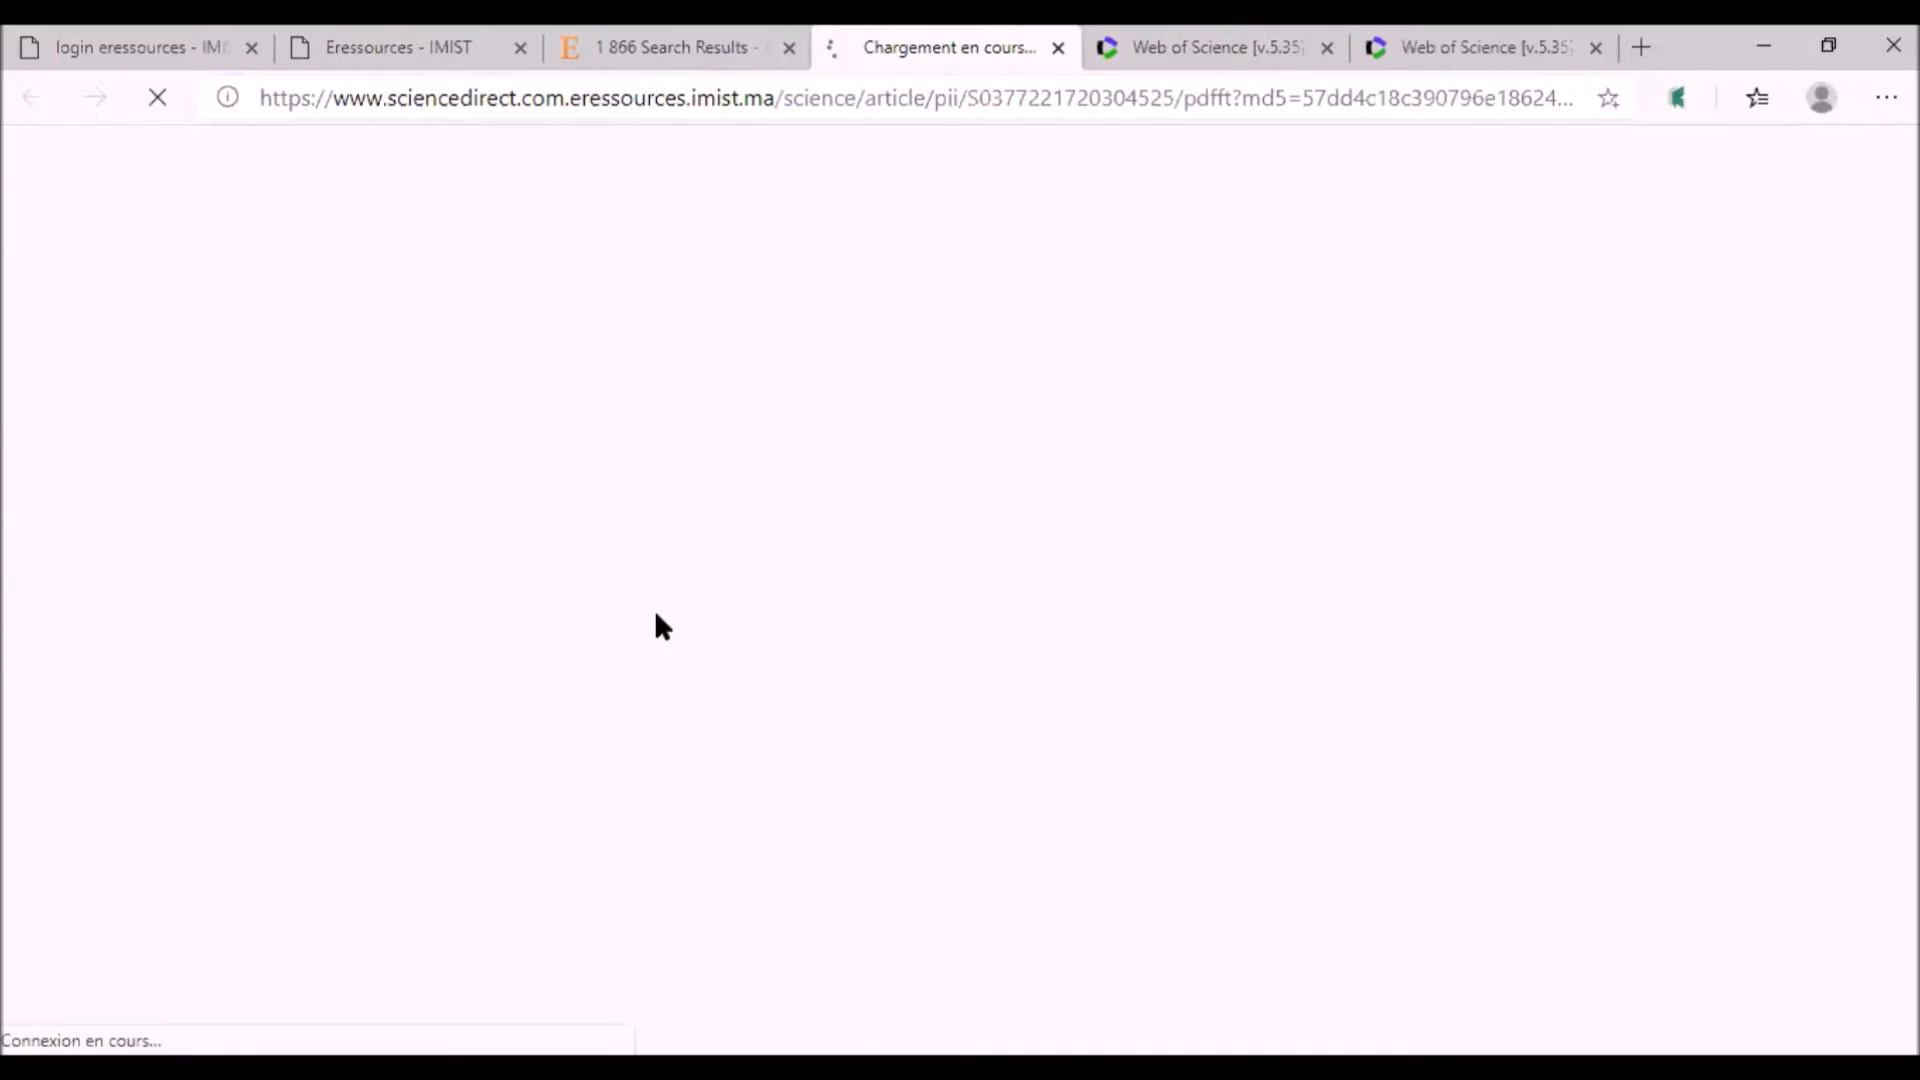 login eressources - IMI
Eressources - IMIST
1 866 Search Results -
Chargement en cours...
Web of Science [v.5.35]
Web of Science [v.5.35]
https://www.sciencedirect.com.eressources.imist.ma/science/article/pii/S0377221720304525/pdfft?md5=57dd4c18c390796e18624...
Connexion en cours...